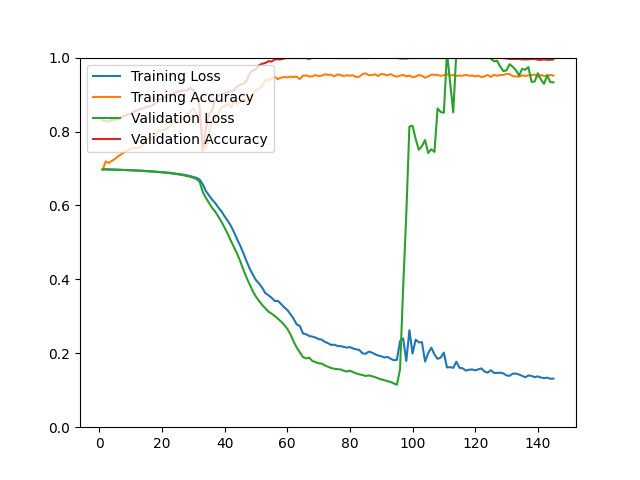 1.0
0.8
0.6
0.4
0.2
0.0
Training Loss
Training Accuracy
Validation Loss
Validation Accuracy
0 20 40 60 80 100 120 140